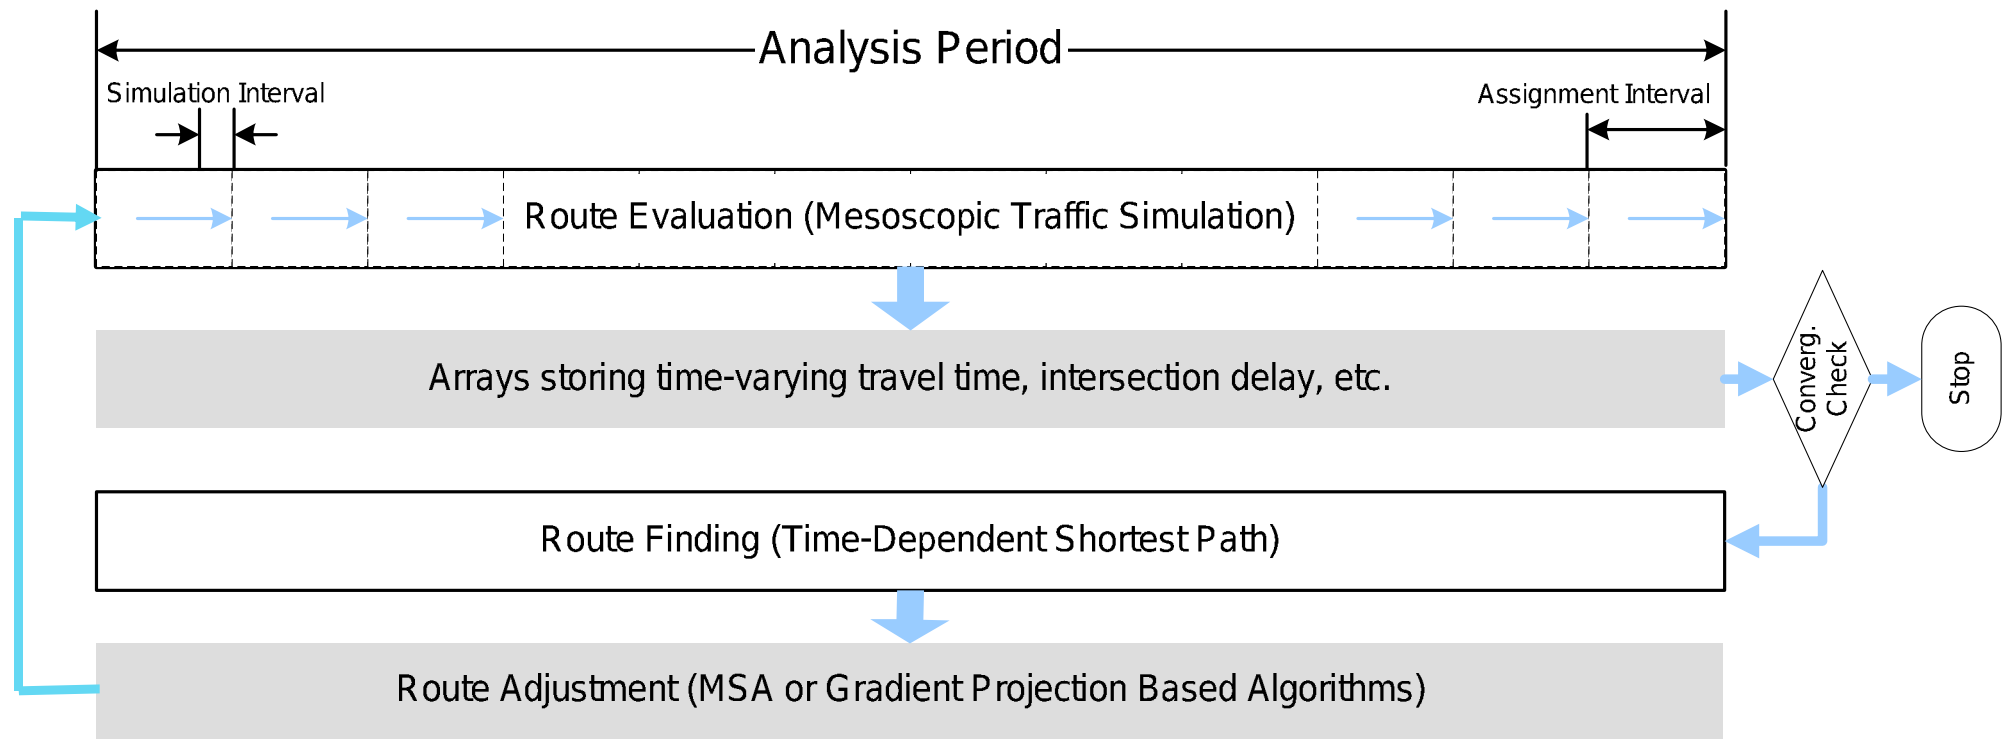 Analysis Period
Simulation Interval
Assignment Interval
Route Evaluation (Mesoscopic Traffic Simulation)
Arrays storing time-varying travel time, intersection delay, etc.
Converg.
Check
Stop
Route Finding (Time-Dependent Shortest Path)
Route Adjustment (MSA or Gradient Projection Based Algorithms)